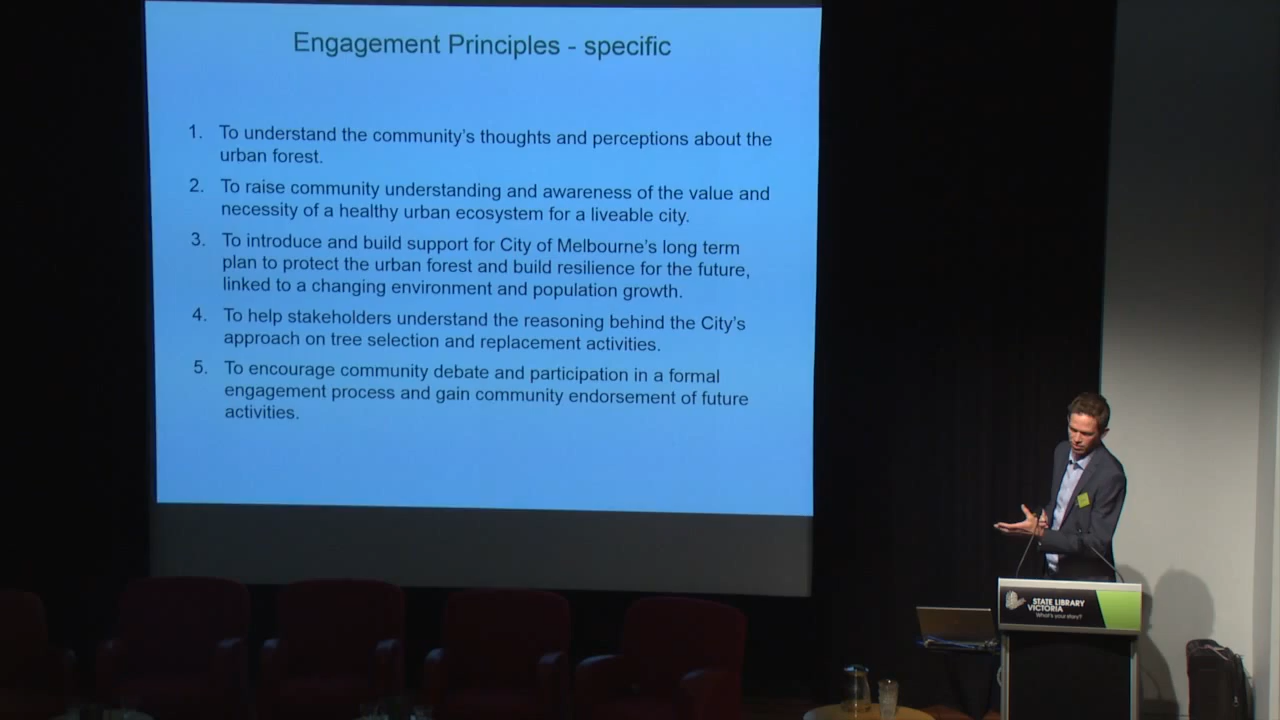 Engagement Principles - specific
1. To understand the community's thoughts and perceptions about the
urban forest.
2. To raise community understanding and awareness of the value and
necessity of a healthy urban ecosystem for a liveable city.
3. To introduce and build support for City of Melbourne's long term
plan to protect the urban forest and build resilience for the future,
linked to a changing environment and population growth.
4. To help stakeholders understand the reasoning behind the City's
approach on tree selection and replacement activities.
5. To encourage community debate and participation in a formal
engagement process and gain community endorsement of future
activities.
STATE LIBRARY
VICTORIA
What's your story?